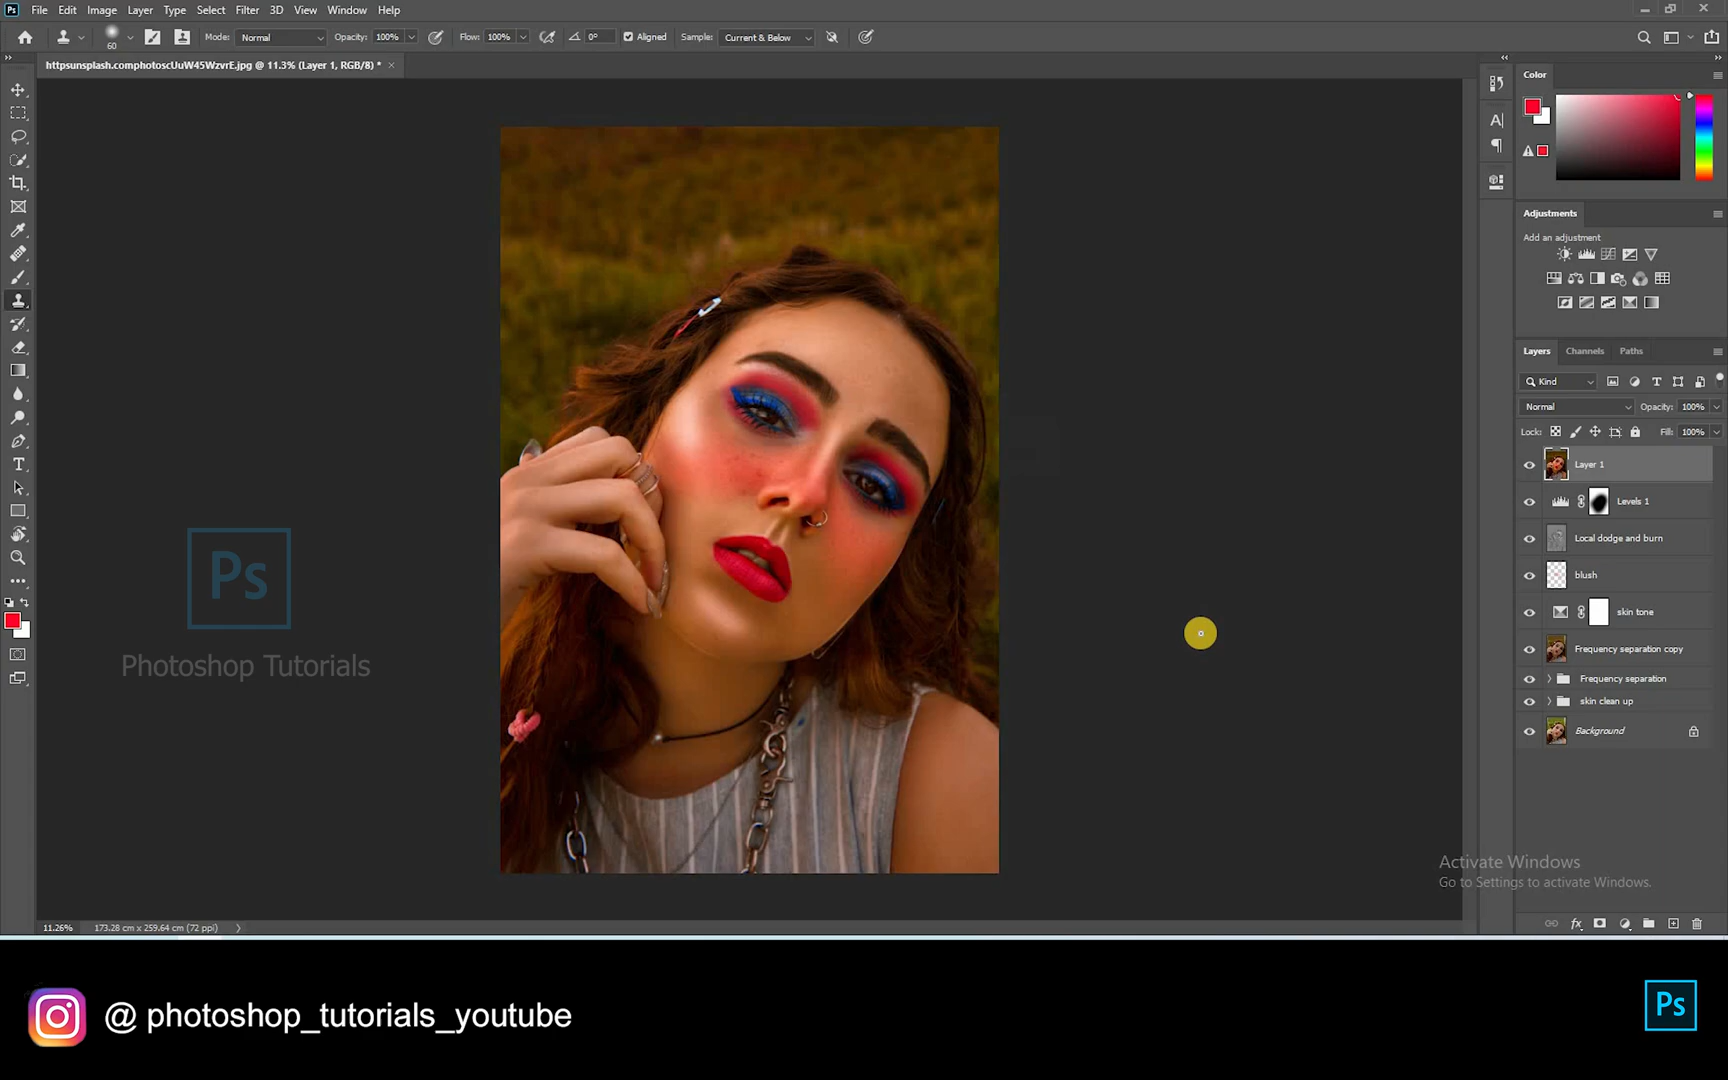 Ps File Edit Image Layer Type Select Filter 3D View Window Help
60 Mode: Normal Opacity: 100% Flow: 100% 0° Aligned Sample: Current & Below
httpsunsplash.comphotoscUuW45WzvrE.jpg @ 11.3% (Layer 1, RGB/8) *
Color
Adjustments
Add an adjustment
Layers Channels Paths
Kind
Normal Opacity: 100%
Lock: Fill: 100%
Layer 1
Levels 1
Local dodge and burn
blush
skin tone
Frequency separation copy
Frequency separation
skin clean up
Background
Ps
Photoshop Tutorials
Activate Windows
Go to Settings to activate Windows.
11.26% 173.28 cm x 259.64 cm (72 ppi)
@ photoshop_tutorials_youtube
Ps